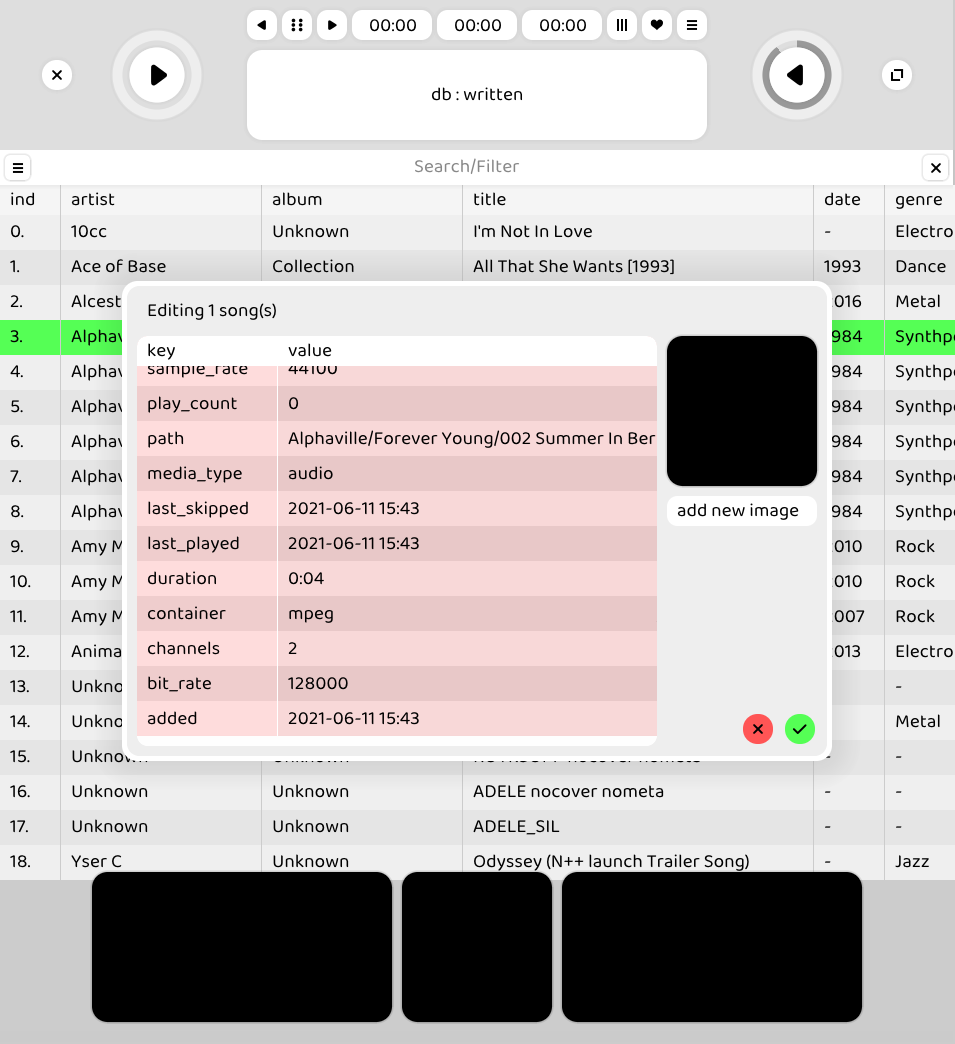 00:00 00:00 00:00
db : written
Search/Filter
ind artist album title date genre
0. 10cc Unknown I'm Not In Love - Electro
1. Ace of Base Collection All That She Wants [1993] 1993 Dance
2. Alcest 016 Metal
3. Alphav 984 Synthp
4. Alphav 984 Synthp
5. Alphav 984 Synthp
6. Alphav 984 Synthp
7. Alphav 984 Synthp
8. Alphav 984 Synthp
9. Amy M 010 Rock
10. Amy M 010 Rock
11. Amy M 007 Rock
12. Anima 013 Electro
13. Unkno -
14. Unkno Metal
15. Unknown Unknown nocover nometa - -
16. Unknown Unknown ADELE nocover nometa - -
17. Unknown Unknown ADELE_SIL - -
18. Yser C Unknown Odyssey (N++ launch Trailer Song) - Jazz
Editing 1 song(s)
key value
sample_rate 44100
play_count 0
path Alphaville/Forever Young/002 Summer In Ber
media_type audio
last_skipped 2021-06-11 15:43
last_played 2021-06-11 15:43
duration 0:04
container mpeg
channels 2
bit_rate 128000
added 2021-06-11 15:43
add new image